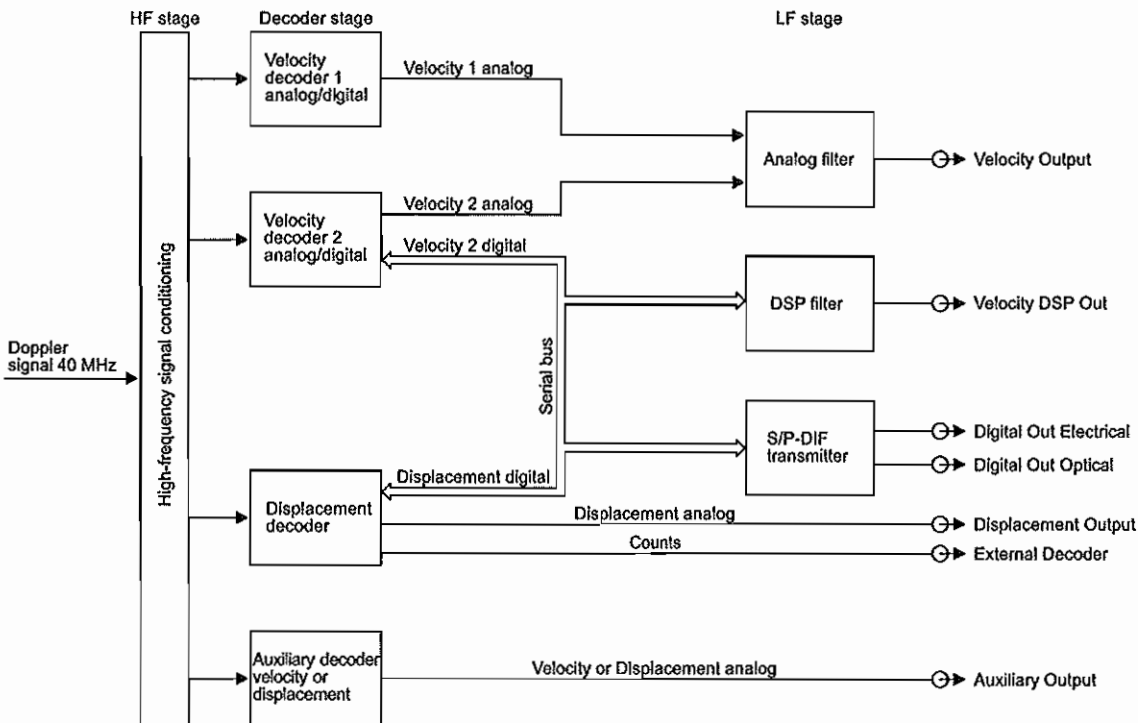 HF stage
Decoder stage
LF stage
Velocity
decoder 1
analog/digital
Velocity 1 analog
Analog filter
Velocity Output
Velocity
decoder 2
analog/digital
Velocity 2 analog
Velocity 2 digital
DSP filter
Velocity DSP Out
Doppler
signal 40 MHz
High-frequency signal conditioning
Serial bus
S/P-DIF
transmitter
Digital Out Electrical
Digital Out Optical
Displacement digital
Displacement
decoder
Displacement analog
Displacement Output
Counts
External Decoder
Auxiliary decoder
velocity or
displacement
Velocity or Displacement analog
Auxiliary Output